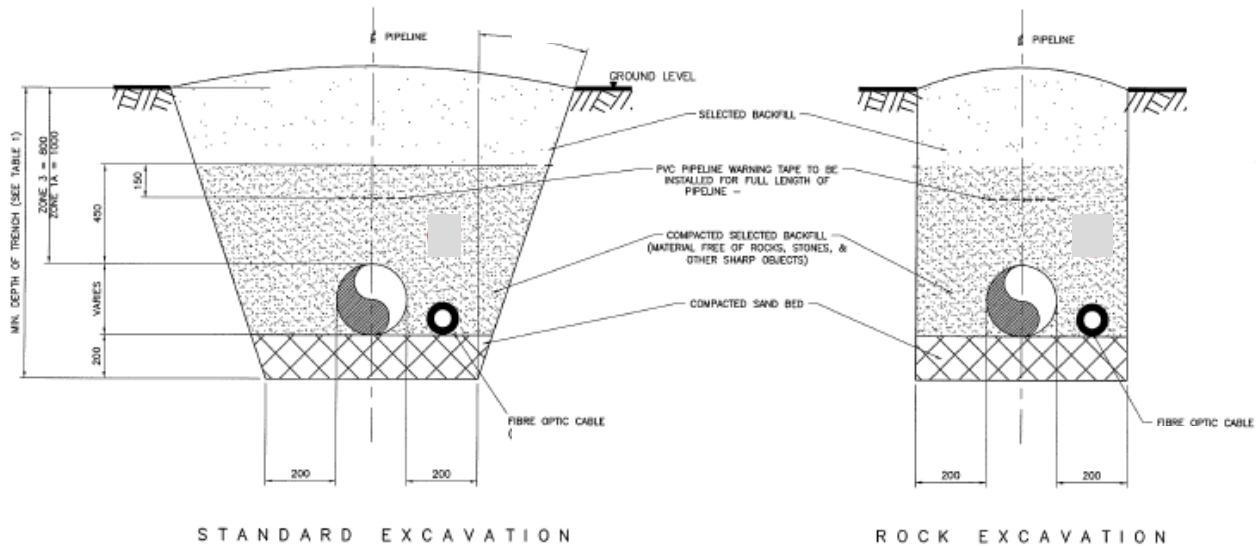 ℄ PIPELINE
℄ PIPELINE
GROUND LEVEL
SELECTED BACKFILL
PVC PIPELINE WARNING TAPE TO BE
INSTALLED FOR FULL LENGTH OF
PIPELINE –
COMPACTED SELECTED BACKFILL
(MATERIAL FREE OF ROCKS, STONES, &
OTHER SHARP OBJECTS)
COMPACTED SAND BED
MIN. DEPTH OF TRENCH (SEE TABLE 1)
ZONE 3 = 800
ZONE 1A = 1000
150
450
VARIES
200
FIBRE OPTIC CABLE
(
FIBRE OPTIC CABLE
200
200
200
200
STANDARD EXCAVATION
ROCK EXCAVATION